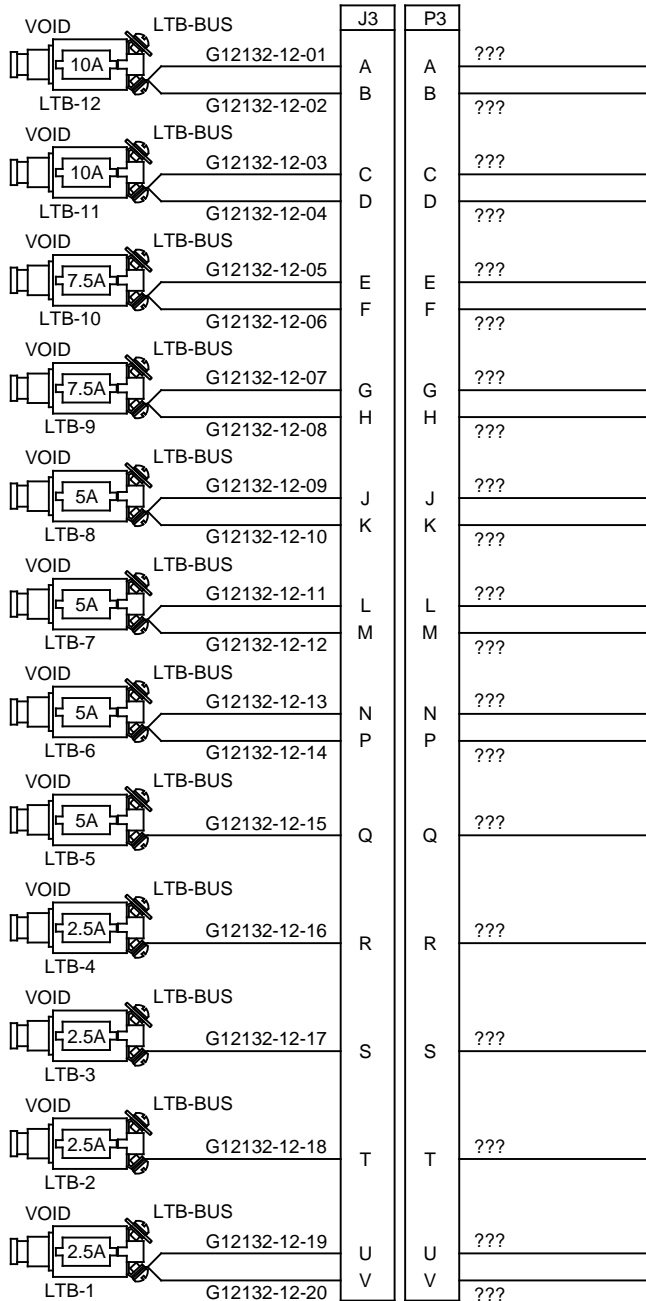 J3 P3
VOID LTB-BUS
10A G12132-12-01 A A ???
G12132-12-02 B B ???
LTB-12
VOID LTB-BUS
10A G12132-12-03 C C ???
G12132-12-04 D D ???
LTB-11
VOID LTB-BUS
7.5A G12132-12-05 E E ???
G12132-12-06 F F ???
LTB-10
VOID LTB-BUS
7.5A G12132-12-07 G G ???
G12132-12-08 H H ???
LTB-9
VOID LTB-BUS
5A G12132-12-09 J J ???
G12132-12-10 K K ???
LTB-8
VOID LTB-BUS
5A G12132-12-11 L L ???
G12132-12-12 M M ???
LTB-7
VOID LTB-BUS
5A G12132-12-13 N N ???
G12132-12-14 P P ???
LTB-6
VOID LTB-BUS
5A G12132-12-15 Q Q ???
LTB-5
VOID LTB-BUS
2.5A G12132-12-16 R R ???
LTB-4
VOID LTB-BUS
2.5A G12132-12-17 S S ???
LTB-3
VOID LTB-BUS
2.5A G12132-12-18 T T ???
LTB-2
VOID LTB-BUS
2.5A G12132-12-19 U U ???
G12132-12-20 V V ???
LTB-1